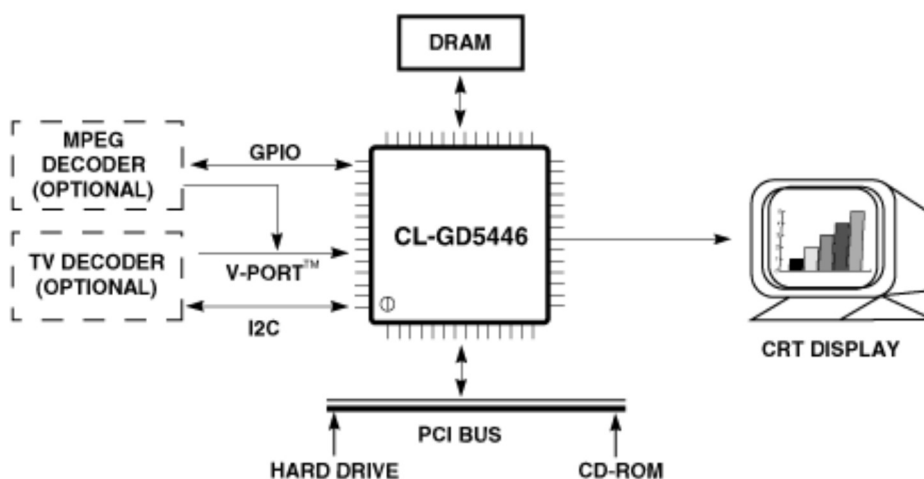 DRAM
MPEG
DECODER
(OPTIONAL)
GPIO
CL-GD5446
TV DECODER
(OPTIONAL)
V-PORT™
I2C
CRT DISPLAY
PCI BUS
HARD DRIVE
CD-ROM